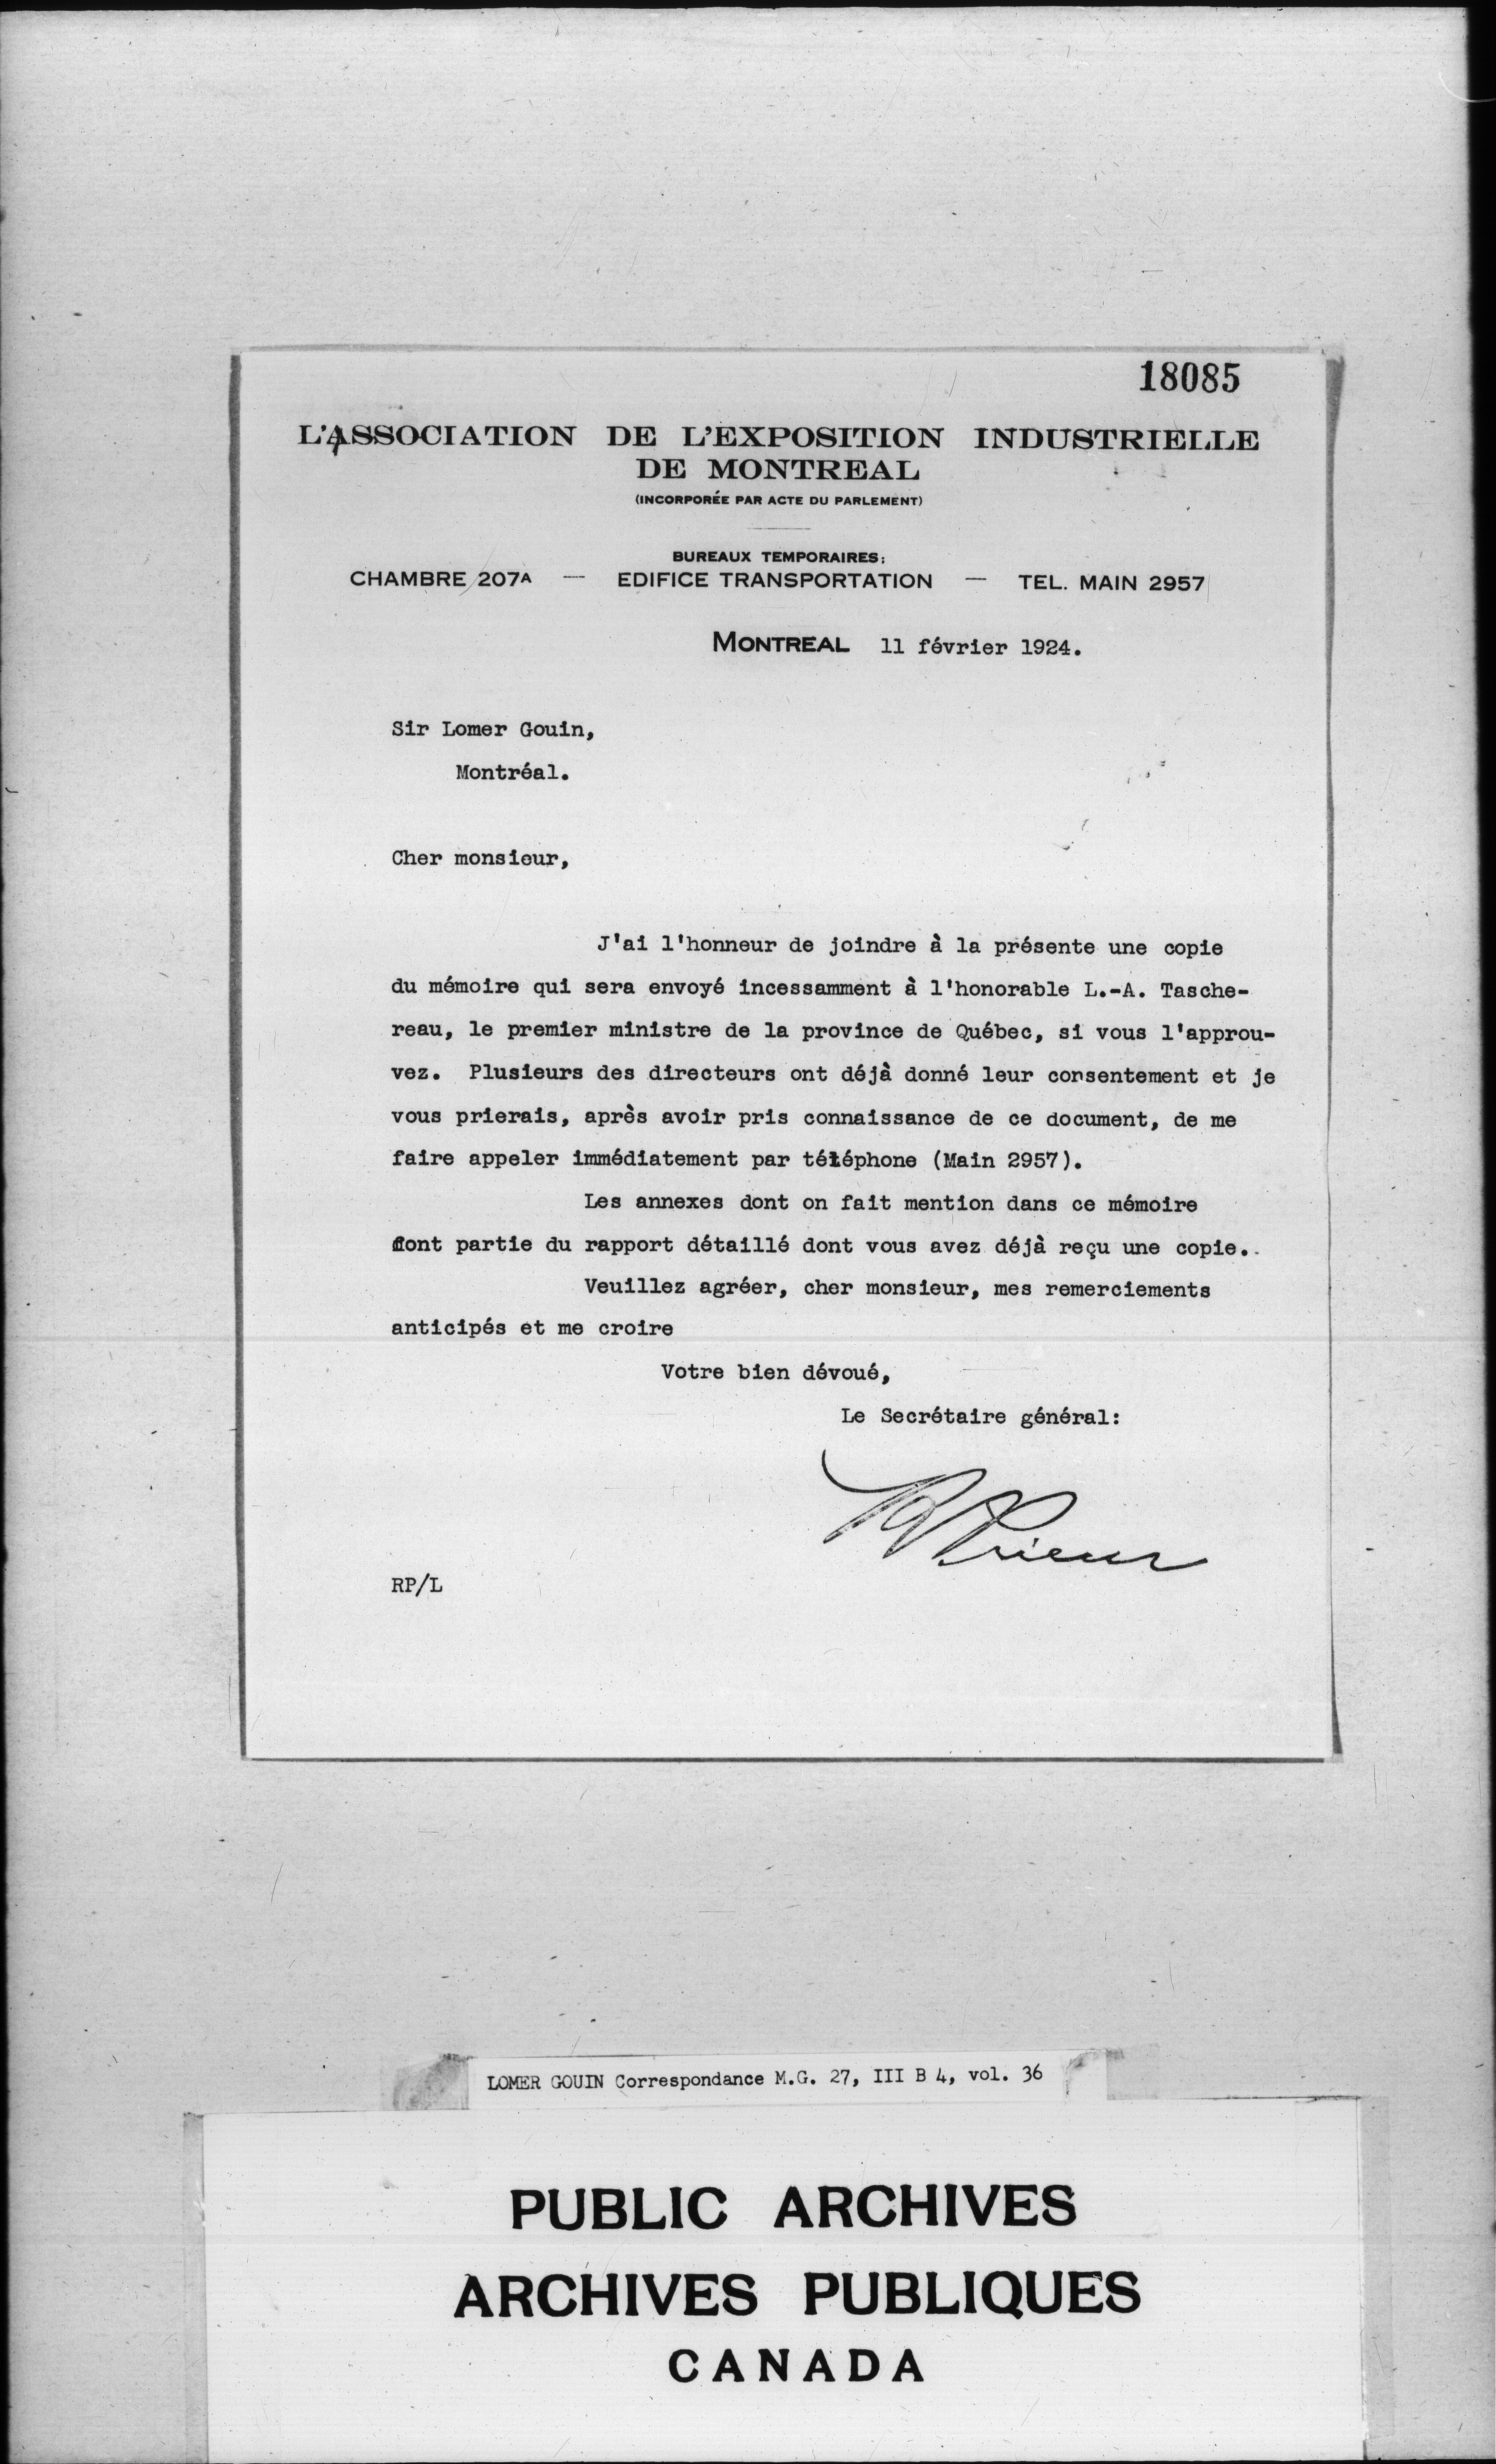 18085
L'ASSOCIATION DE L'EXPOSITION INDUSTRIELLE
DE MONTREAL
(INCORPORÉE PAR ACTE DU PARLEMENT)
BUREAUX TEMPORAIRES:
CHAMBRE 207A — EDIFICE TRANSPORTATION — TEL. MAIN 2957
MONTREAL 11 février 1924.
Sir Lomer Gouin,
Montréal.
Cher monsieur,
J'ai l'honneur de joindre à la présente une copie
du mémoire qui sera envoyé incessamment à l'honorable L.-A. Tasche-
reau, le premier ministre de la province de Québec, si vous l'approu-
vez. Plusieurs des directeurs ont déjà donné leur consentement et je
vous prierais, après avoir pris connaissance de ce document, de me
faire appeler immédiatement par téléphone (Main 2957).
Les annexes dont on fait mention dans ce mémoire
font partie du rapport détaillé dont vous avez déjà reçu une copie.
Veuillez agréer, cher monsieur, mes remerciements
anticipés et me croire
Votre bien dévoué,
Le Secrétaire général:
Prieur
RP/L
LOMER GOUIN Correspondance M.G. 27, III B 4, vol. 36
PUBLIC ARCHIVES
ARCHIVES PUBLIQUES
CANADA